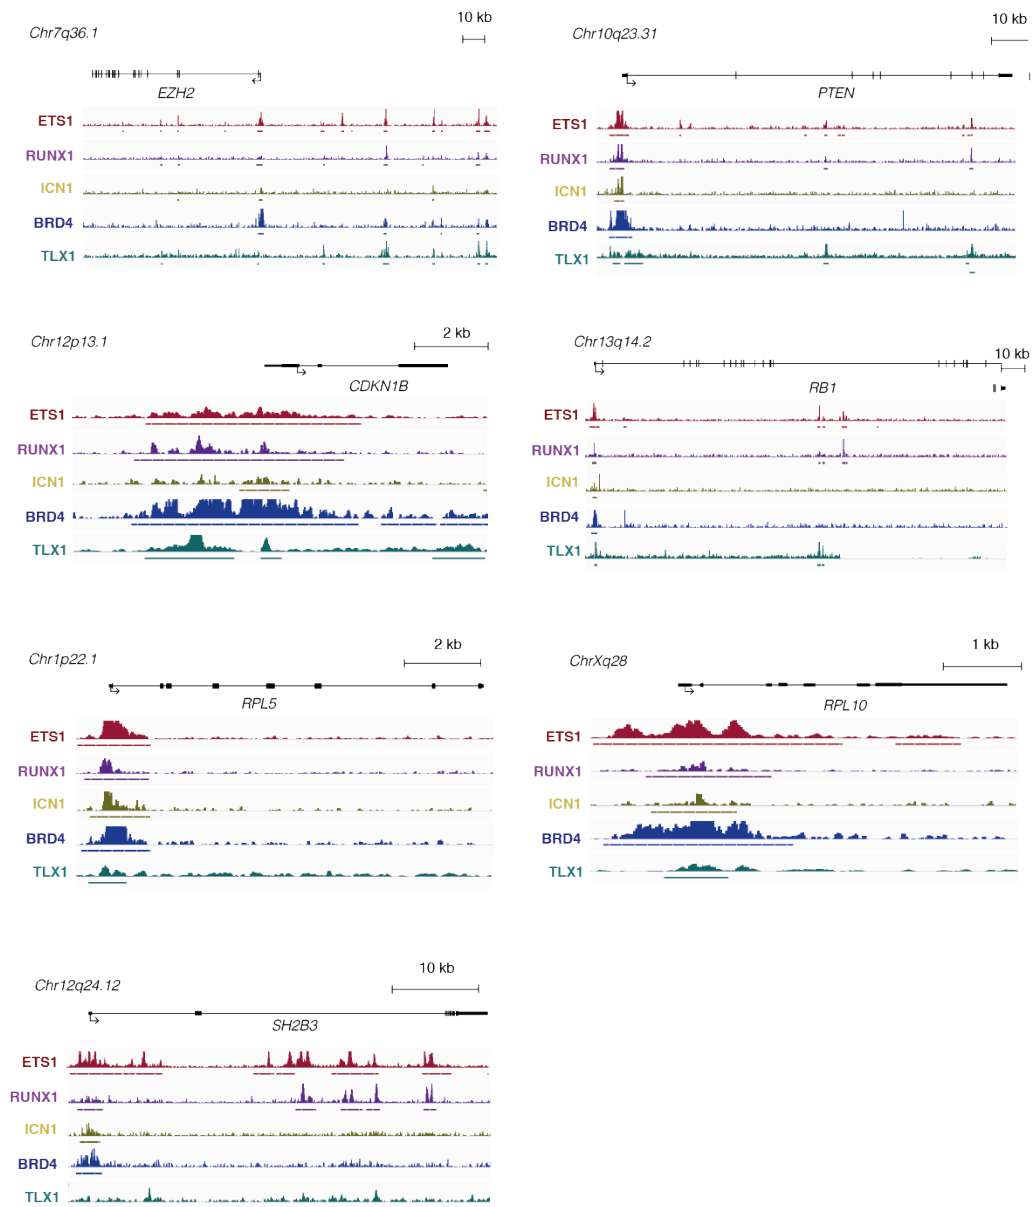 Chr7q36.1
10 kb
EZH2
ETS1
RUNX1
ICN1
BRD4
TLX1
Chr10q23.31
10 kb
PTEN
ETS1
RUNX1
ICN1
BRD4
TLX1
Chr12p13.1
2 kb
CDKN1B
ETS1
RUNX1
ICN1
BRD4
TLX1
Chr13q14.2
10 kb
RB1
ETS1
RUNX1
ICN1
BRD4
TLX1
Chr1p22.1
2 kb
RPL5
ETS1
RUNX1
ICN1
BRD4
TLX1
ChrXq28
1 kb
RPL10
ETS1
RUNX1
ICN1
BRD4
TLX1
Chr12q24.12
10 kb
SH2B3
ETS1
RUNX1
ICN1
BRD4
TLX1